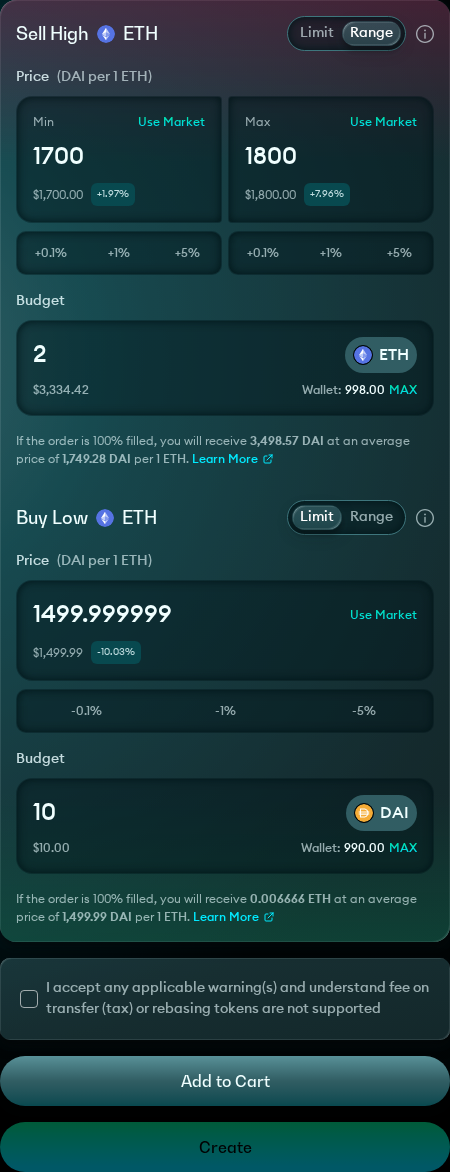 Sell High ETH Limit Range
Price (DAI per 1 ETH)
Min Use Market Max Use Market
1700 1800
$1,700.00 +1.97% $1,800.00 +7.96%
+0.1% +1% +5% +0.1% +1% +5%
Budget
2 ETH
$3,334.42 Wallet: 998.00 MAX
If the order is 100% filled, you will receive 3,498.57 DAI at an average
price of 1,749.28 DAI per 1 ETH. Learn More
Buy Low ETH Limit Range
Price (DAI per 1 ETH)
1499.999999 Use Market
$1,499.99 -10.03%
-0.1% -1% -5%
Budget
10 DAI
$10.00 Wallet: 990.00 MAX
If the order is 100% filled, you will receive 0.006666 ETH at an average
price of 1,499.99 DAI per 1 ETH. Learn More
I accept any applicable warning(s) and understand fee on
transfer (tax) or rebasing tokens are not supported
Add to Cart
Create